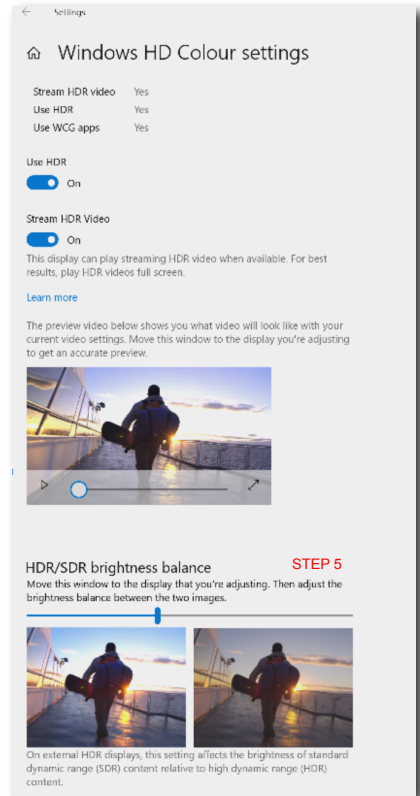 Settings
Windows HD Colour settings
Stream HDR video Yes
Use HDR Yes
Use WCG apps Yes
Use HDR
On
Stream HDR Video
On
This display can play streaming HDR video when available. For best
results, play HDR videos full screen.
Learn more
The preview video below shows you what video will look like with your
current video settings. Move this window to the display you're adjusting
to get an accurate preview.
HDR/SDR brightness balance STEP 5
Move this window to the display that you're adjusting. Then adjust the
brightness balance between the two images.
On external HDR displays, this setting affects the brightness of standard
dynamic range (SDR) content relative to high dynamic range (HDR)
content.